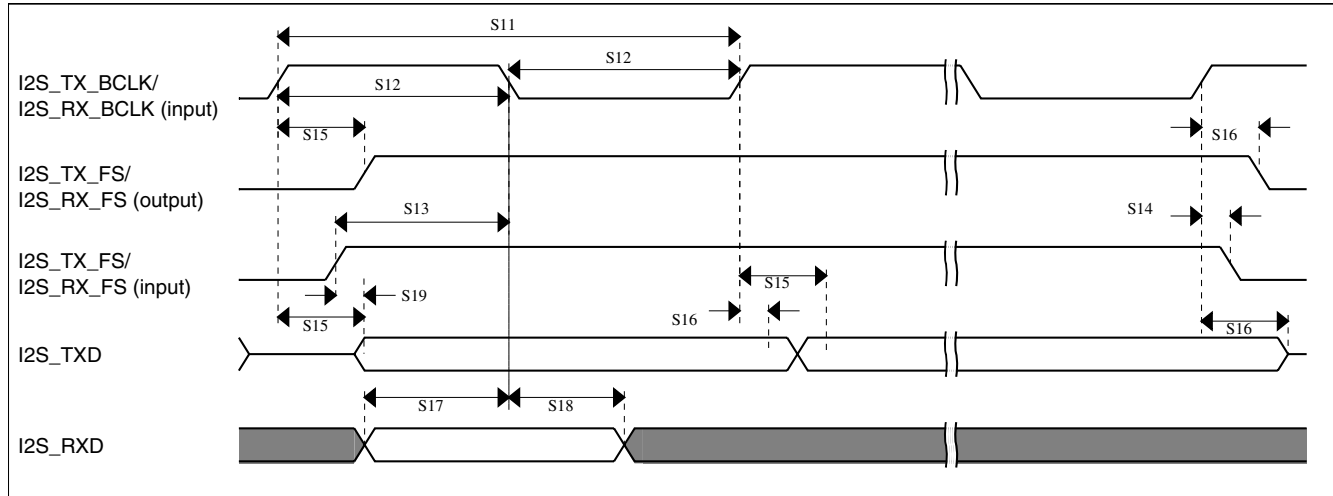 S11
I2S_TX_BCLK/
I2S_RX_BCLK (input)
S12
S12
S15
S16
I2S_TX_FS/
I2S_RX_FS (output)
S13
S14
I2S_TX_FS/
I2S_RX_FS (input)
S15
S19
S15
S16
S16
I2S_TXD
S17
S18
I2S_RXD